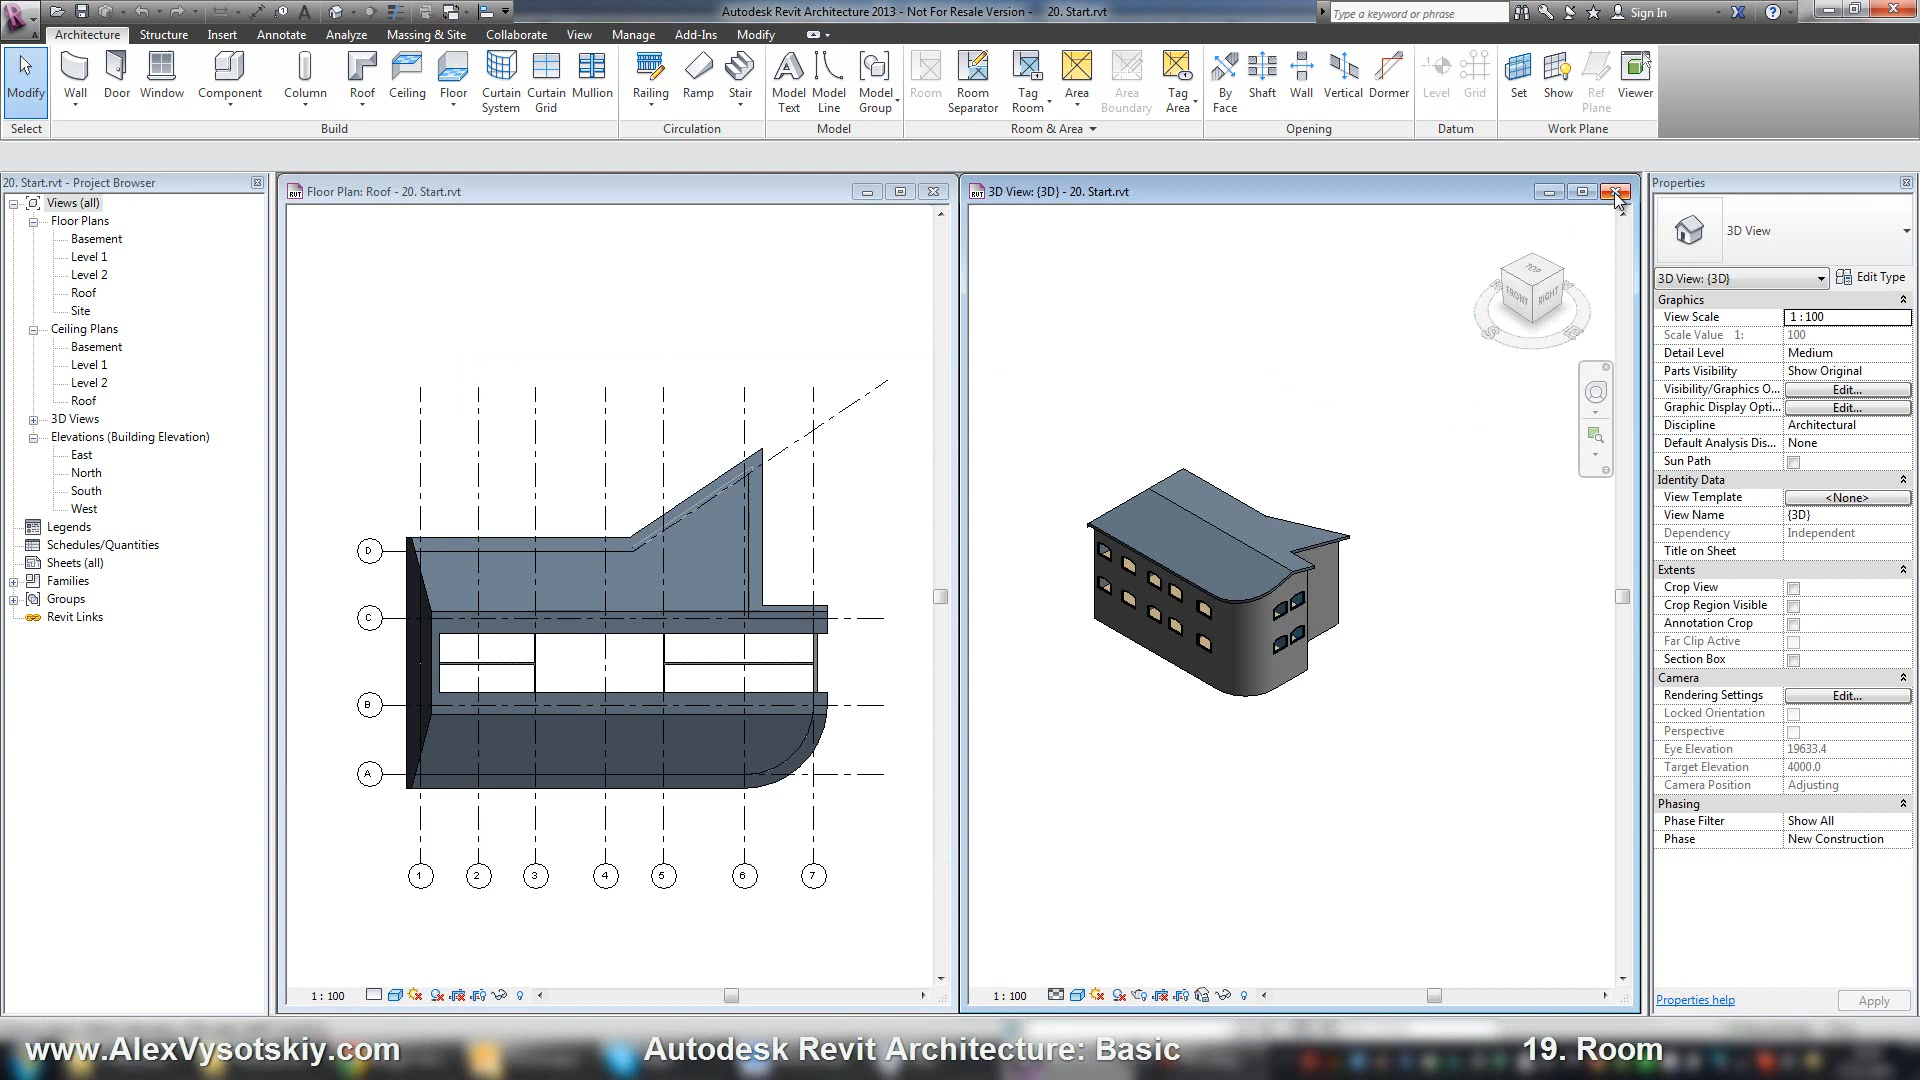 Autodesk Revit Architecture 2013 - Not For Resale Version - 20. Start.rvt
Type a keyword or phrase
Sign In
Architecture Structure Insert Annotate Analyze Massing & Site Collaborate View Manage Add-Ins Modify
Modify Wall Door Window Component Column Roof Ceiling Floor Curtain System Curtain Grid Mullion Railing Ramp Stair Model Text Model Line Model Group Room Room Separator Tag Room Area Area Boundary Tag Area By Face Shaft Wall Vertical Dormer Level Grid Set Show Ref Plane Viewer
Select Build Circulation Model Room & Area Opening Datum Work Plane
20. Start.rvt - Project Browser
Views (all)
Floor Plans
Basement
Level 1
Level 2
Roof
Site
Ceiling Plans
Basement
Level 1
Level 2
Roof
3D Views
Elevations (Building Elevation)
East
North
South
West
Legends
Schedules/Quantities
Sheets (all)
Families
Groups
Revit Links
Floor Plan: Roof - 20. Start.rvt
D
C
B
A
1 2 3 4 5 6 7
1 : 100
3D View: {3D} - 20. Start.rvt
TOP
FRONT RIGHT
1 : 100
Properties
3D View
3D View: {3D} Edit Type
Graphics
View Scale 1 : 100
Scale Value 1: 100
Detail Level Medium
Parts Visibility Show Original
Visibility/Graphics O... Edit...
Graphic Display Opti... Edit...
Discipline Architectural
Default Analysis Dis... None
Sun Path
Identity Data
View Template <None>
View Name {3D}
Dependency Independent
Title on Sheet
Extents
Crop View
Crop Region Visible
Annotation Crop
Far Clip Active
Section Box
Camera
Rendering Settings Edit...
Locked Orientation
Perspective
Eye Elevation 19633.4
Target Elevation 4000.0
Camera Position Adjusting
Phasing
Phase Filter Show All
Phase New Construction
Properties help Apply
www.AlexVysotskiy.com Autodesk Revit Architecture: Basic 19. Room